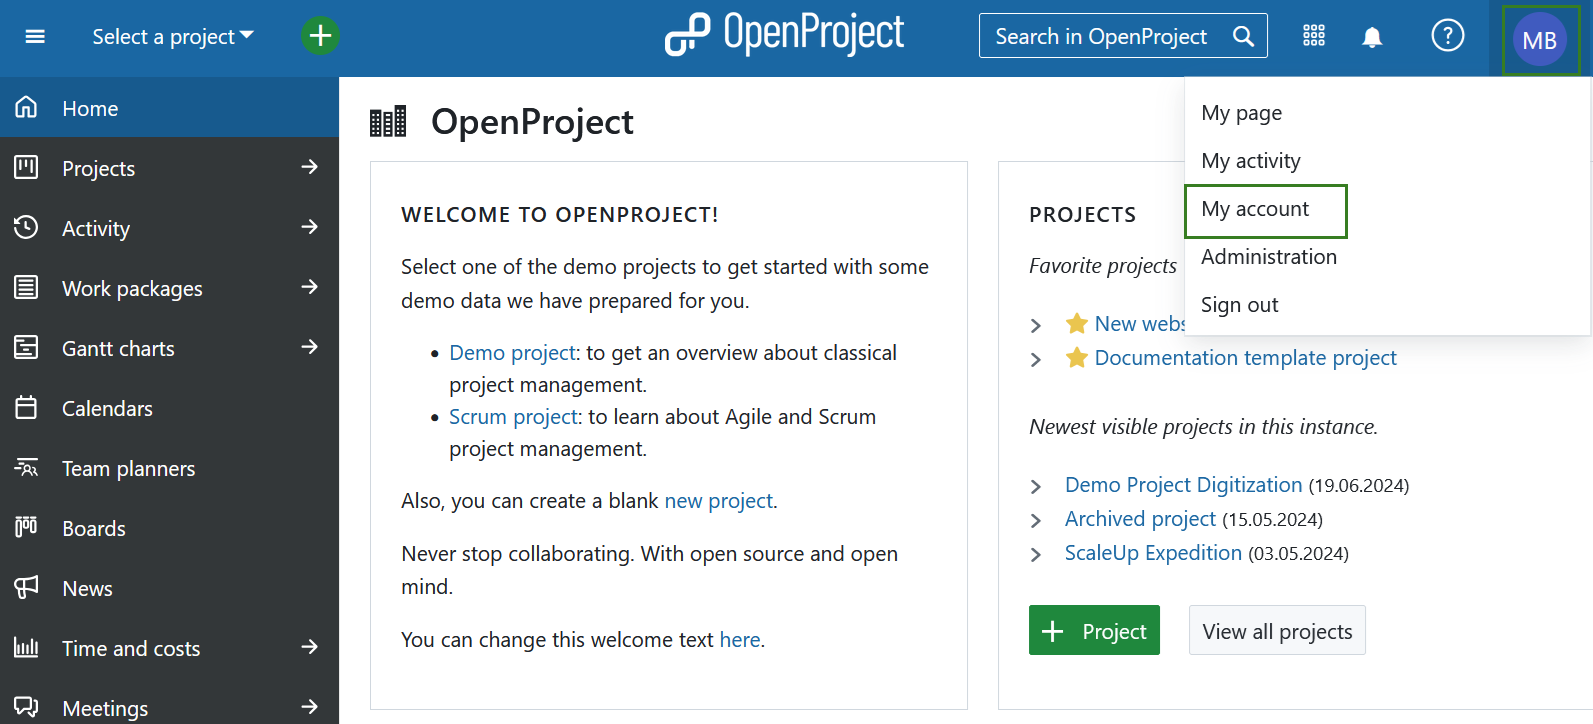 Select a project
OpenProject
Search in OpenProject
?
MB
Home
Projects
Activity
Work packages
Gantt charts
Calendars
Team planners
Boards
News
Time and costs
Meetings
OpenProject
WELCOME TO OPENPROJECT!
Select one of the demo projects to get started with some
demo data we have prepared for you.
• Demo project: to get an overview about classical
project management.
• Scrum project: to learn about Agile and Scrum
project management.
Also, you can create a blank new project.
Never stop collaborating. With open source and open
mind.
You can change this welcome text here.
PROJECTS
Favorite projects
New webs
Documentation template project
Newest visible projects in this instance.
Demo Project Digitization (19.06.2024)
Archived project (15.05.2024)
ScaleUp Expedition (03.05.2024)
+ Project
View all projects
My page
My activity
My account
Administration
Sign out